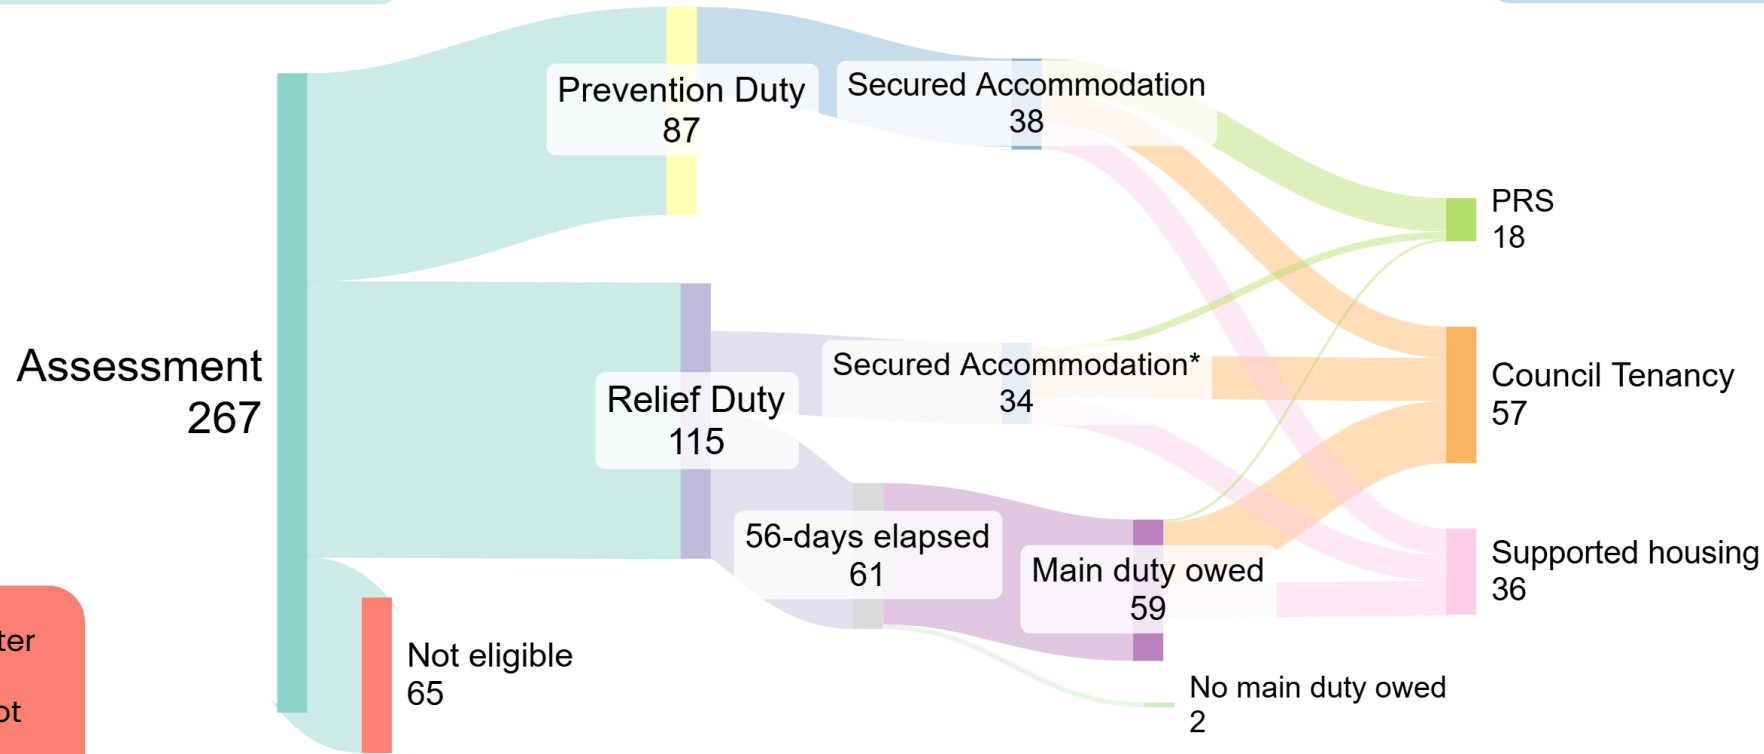 Prevention Duty
87
Secured Accommodation
38
PRS
18
Assessment
267
Relief Duty
115
Secured Accommodation*
34
Council Tenancy
57
56-days elapsed
61
Main duty owed
59
Supported housing
36
Not eligible
65
No main duty owed
2